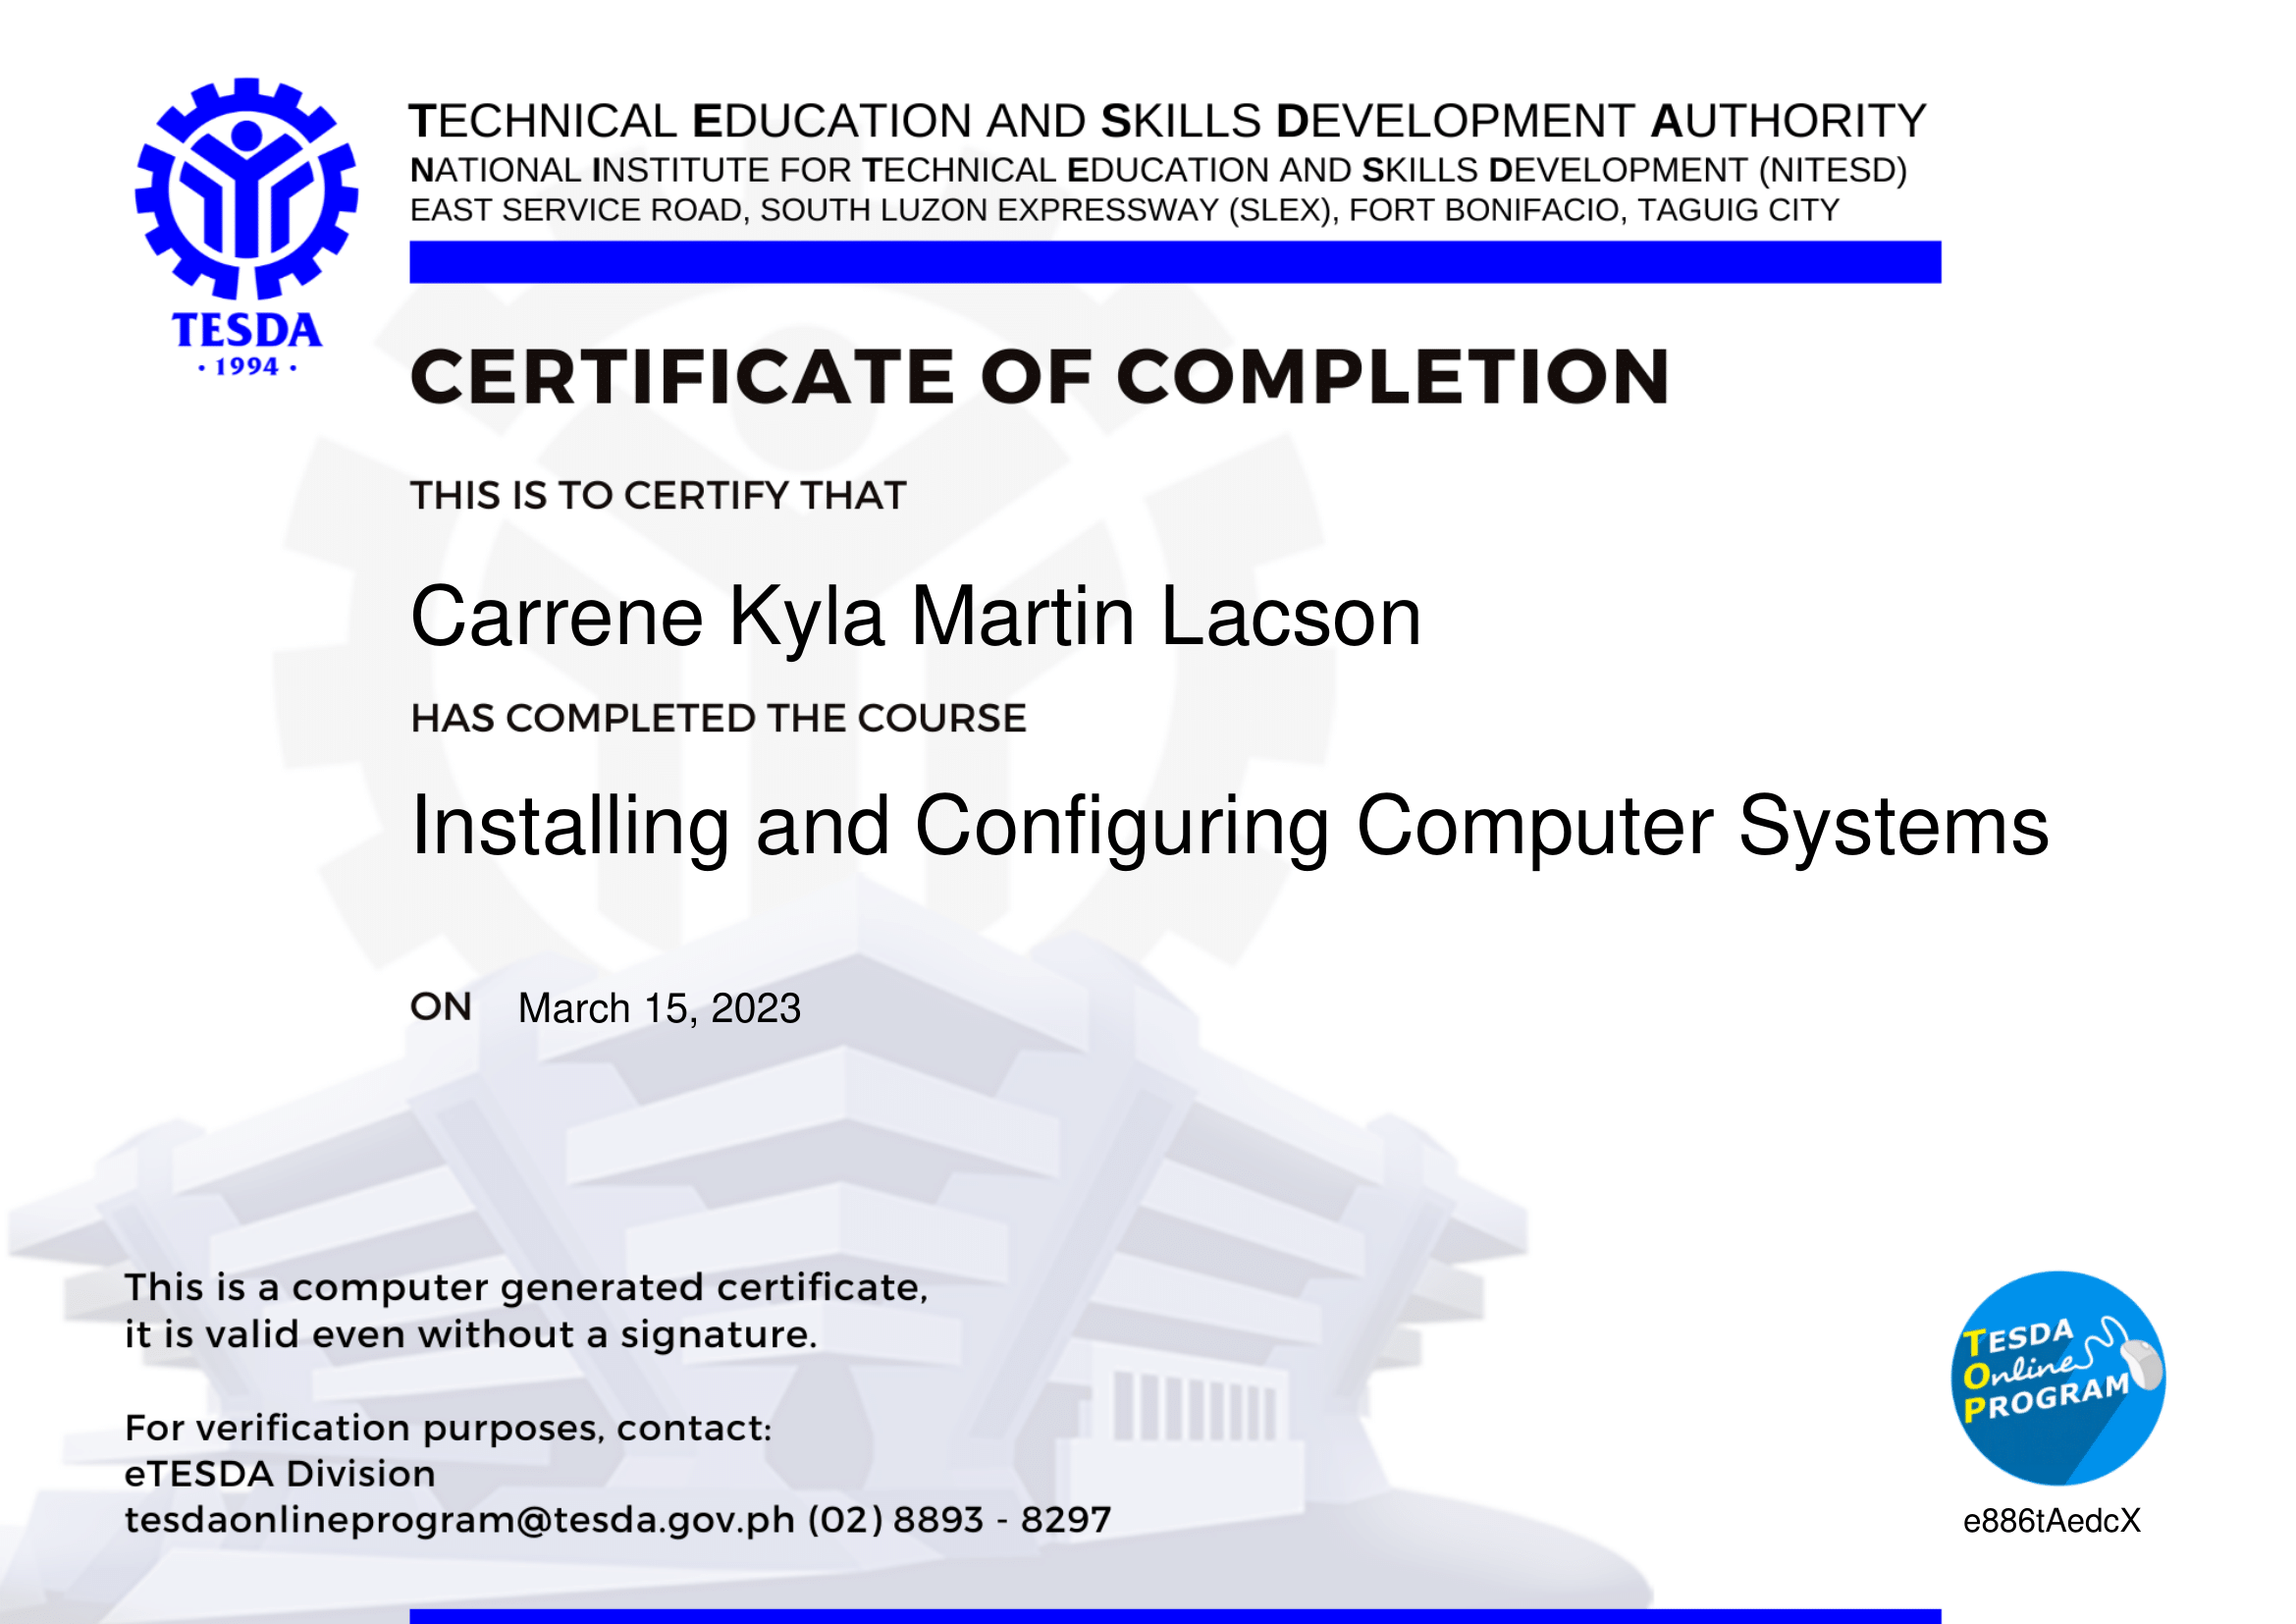 TECHNICAL EDUCATION AND SKILLS DEVELOPMENT AUTHORITY
NATIONAL INSTITUTE FOR TECHNICAL EDUCATION AND SKILLS DEVELOPMENT (NITESD)
EAST SERVICE ROAD, SOUTH LUZON EXPRESSWAY (SLEX), FORT BONIFACIO, TAGUIG CITY
TESDA
· 1994 ·
CERTIFICATE OF COMPLETION
THIS IS TO CERTIFY THAT
Carrene Kyla Martin Lacson
HAS COMPLETED THE COURSE
Installing and Configuring Computer Systems
ON March 15, 2023
This is a computer generated certificate,
it is valid even without a signature.
For verification purposes, contact:
eTESDA Division
tesdaonlineprogram@tesda.gov.ph (02) 8893 - 8297
TESDA
Online
PROGRAM
e886tAedcX